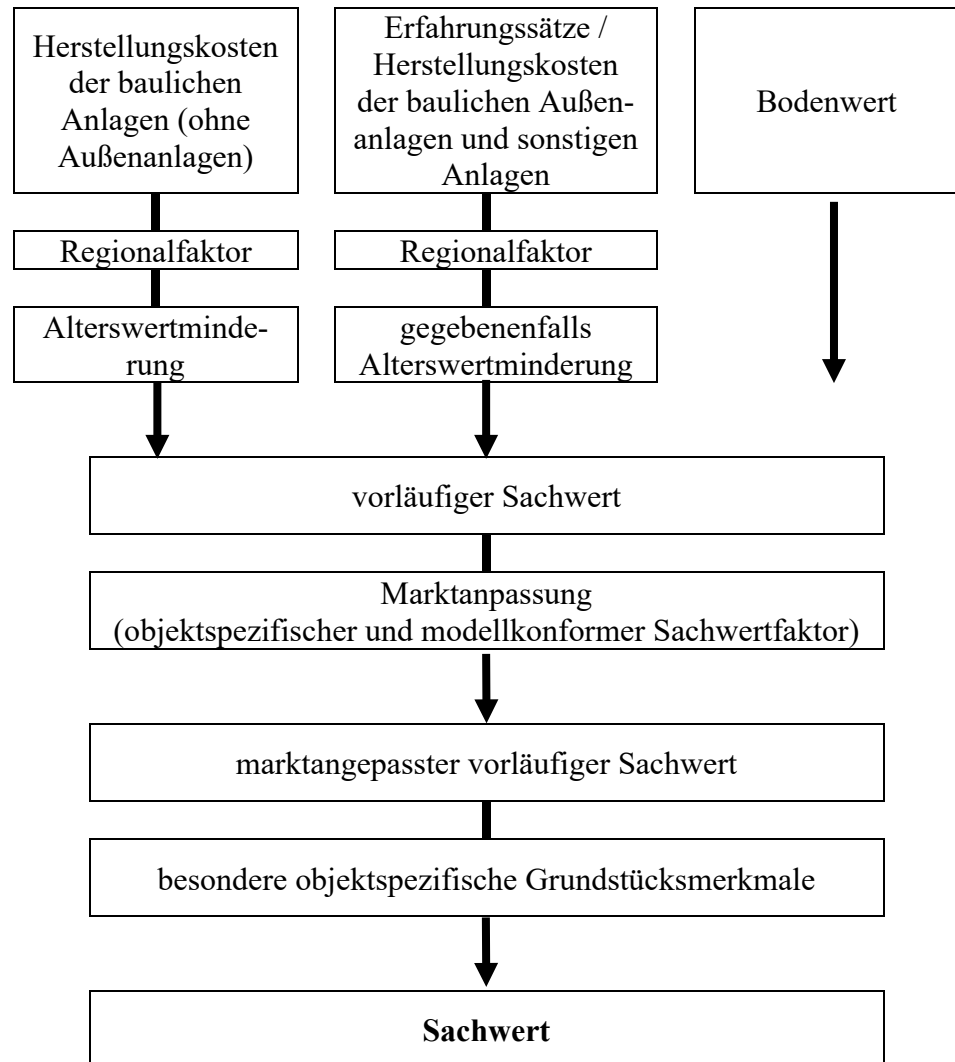 Herstellungskosten
der baulichen
Anlagen (ohne
Außenanlagen)
Erfahrungssätze /
Herstellungskosten
der baulichen Außen-
anlagen und sonstigen
Anlagen
Bodenwert
Regionalfaktor
Regionalfaktor
Alterswertminde-
rung
gegebenenfalls
Alterswertminderung
vorläufiger Sachwert
Marktanpassung
(objektspezifischer und modellkonformer Sachwertfaktor)
marktangepasster vorläufiger Sachwert
besondere objektspezifische Grundstücksmerkmale
Sachwert